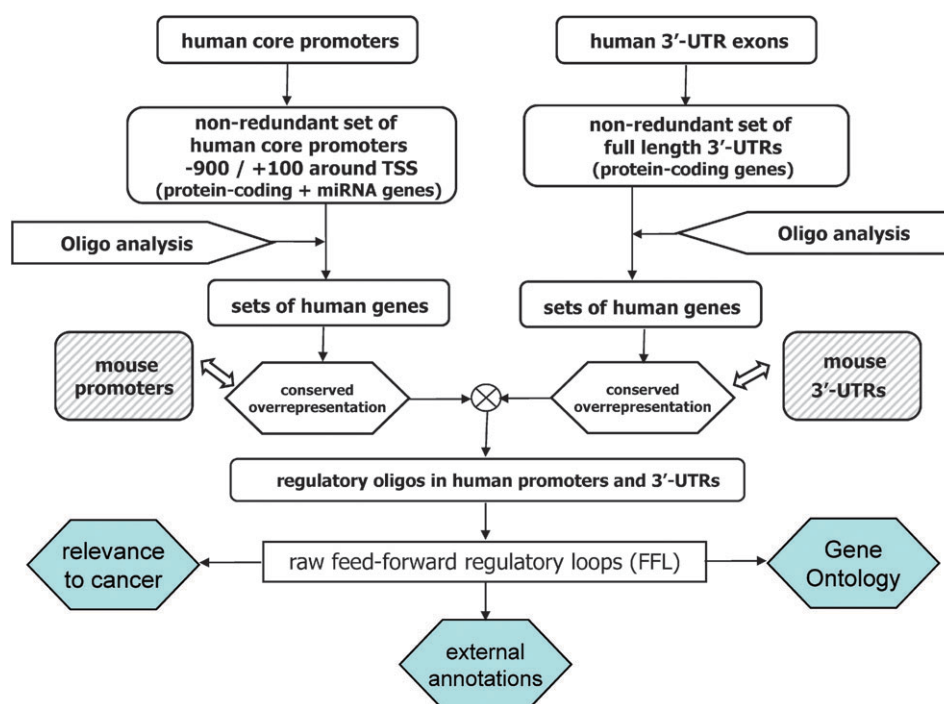 human core promoters
human 3′-UTR exons
non-redundant set of
human core promoters
-900 / +100 around TSS
(protein-coding + miRNA genes)
non-redundant set of
full length 3′-UTRs
(protein-coding genes)
Oligo analysis
Oligo analysis
sets of human genes
sets of human genes
mouse
promoters
conserved
overrepresentation
conserved
overrepresentation
mouse
3′-UTRs
regulatory oligos in human promoters and 3′-UTRs
relevance
to cancer
raw feed-forward regulatory loops (FFL)
Gene
Ontology
external
annotations